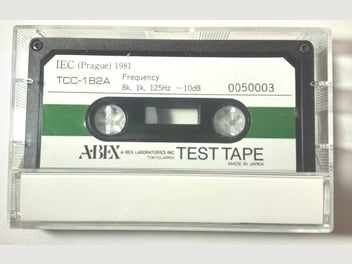 IEC (Prague) 1981
TCC-182A Frequency
8k, 1k, 125Hz −10dB 0050003
A·BEX A-BEX LABORATORIES INC. TEST TAPE
TOKYO, JAPAN MADE IN JAPAN